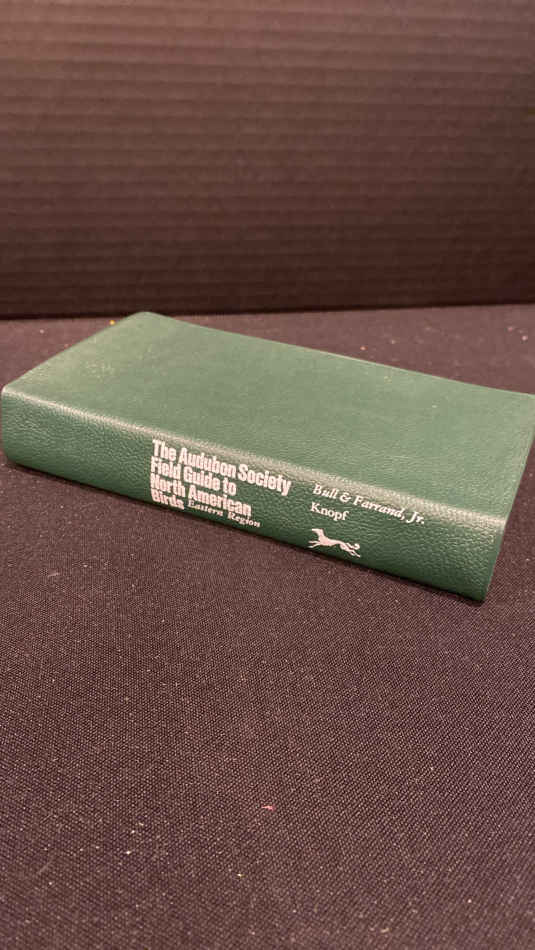 The Audubon Society
Field Guide to
North American
Birds Eastern Region
Bull & Farrand, Jr.
Knopf